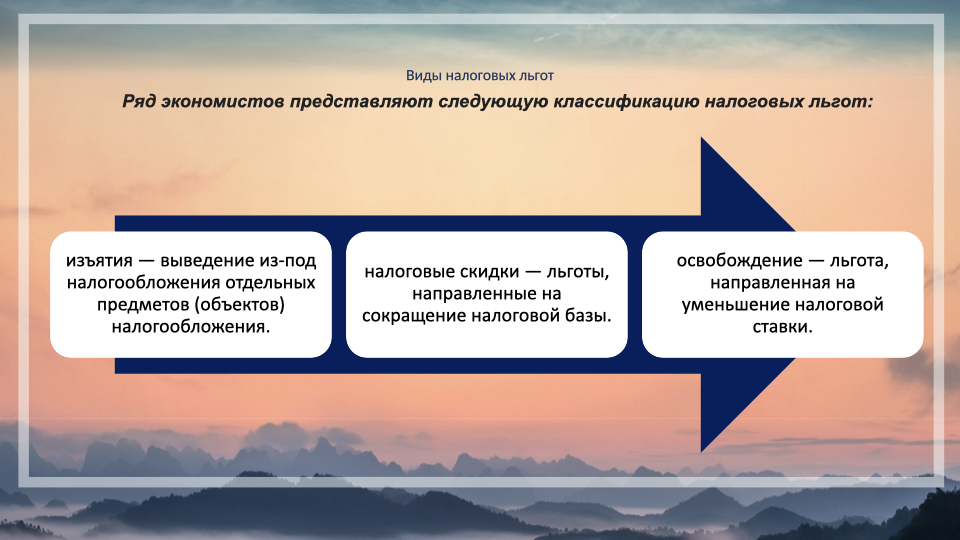 Виды налоговых льгот
Ряд экономистов представляют следующую классификацию налоговых льгот:
изъятия — выведение из-под
налогообложения отдельных
предметов (объектов)
налогообложения.
налоговые скидки — льготы,
направленные на
сокращение налоговой базы.
освобождение — льгота,
направленная на
уменьшение налоговой
ставки.